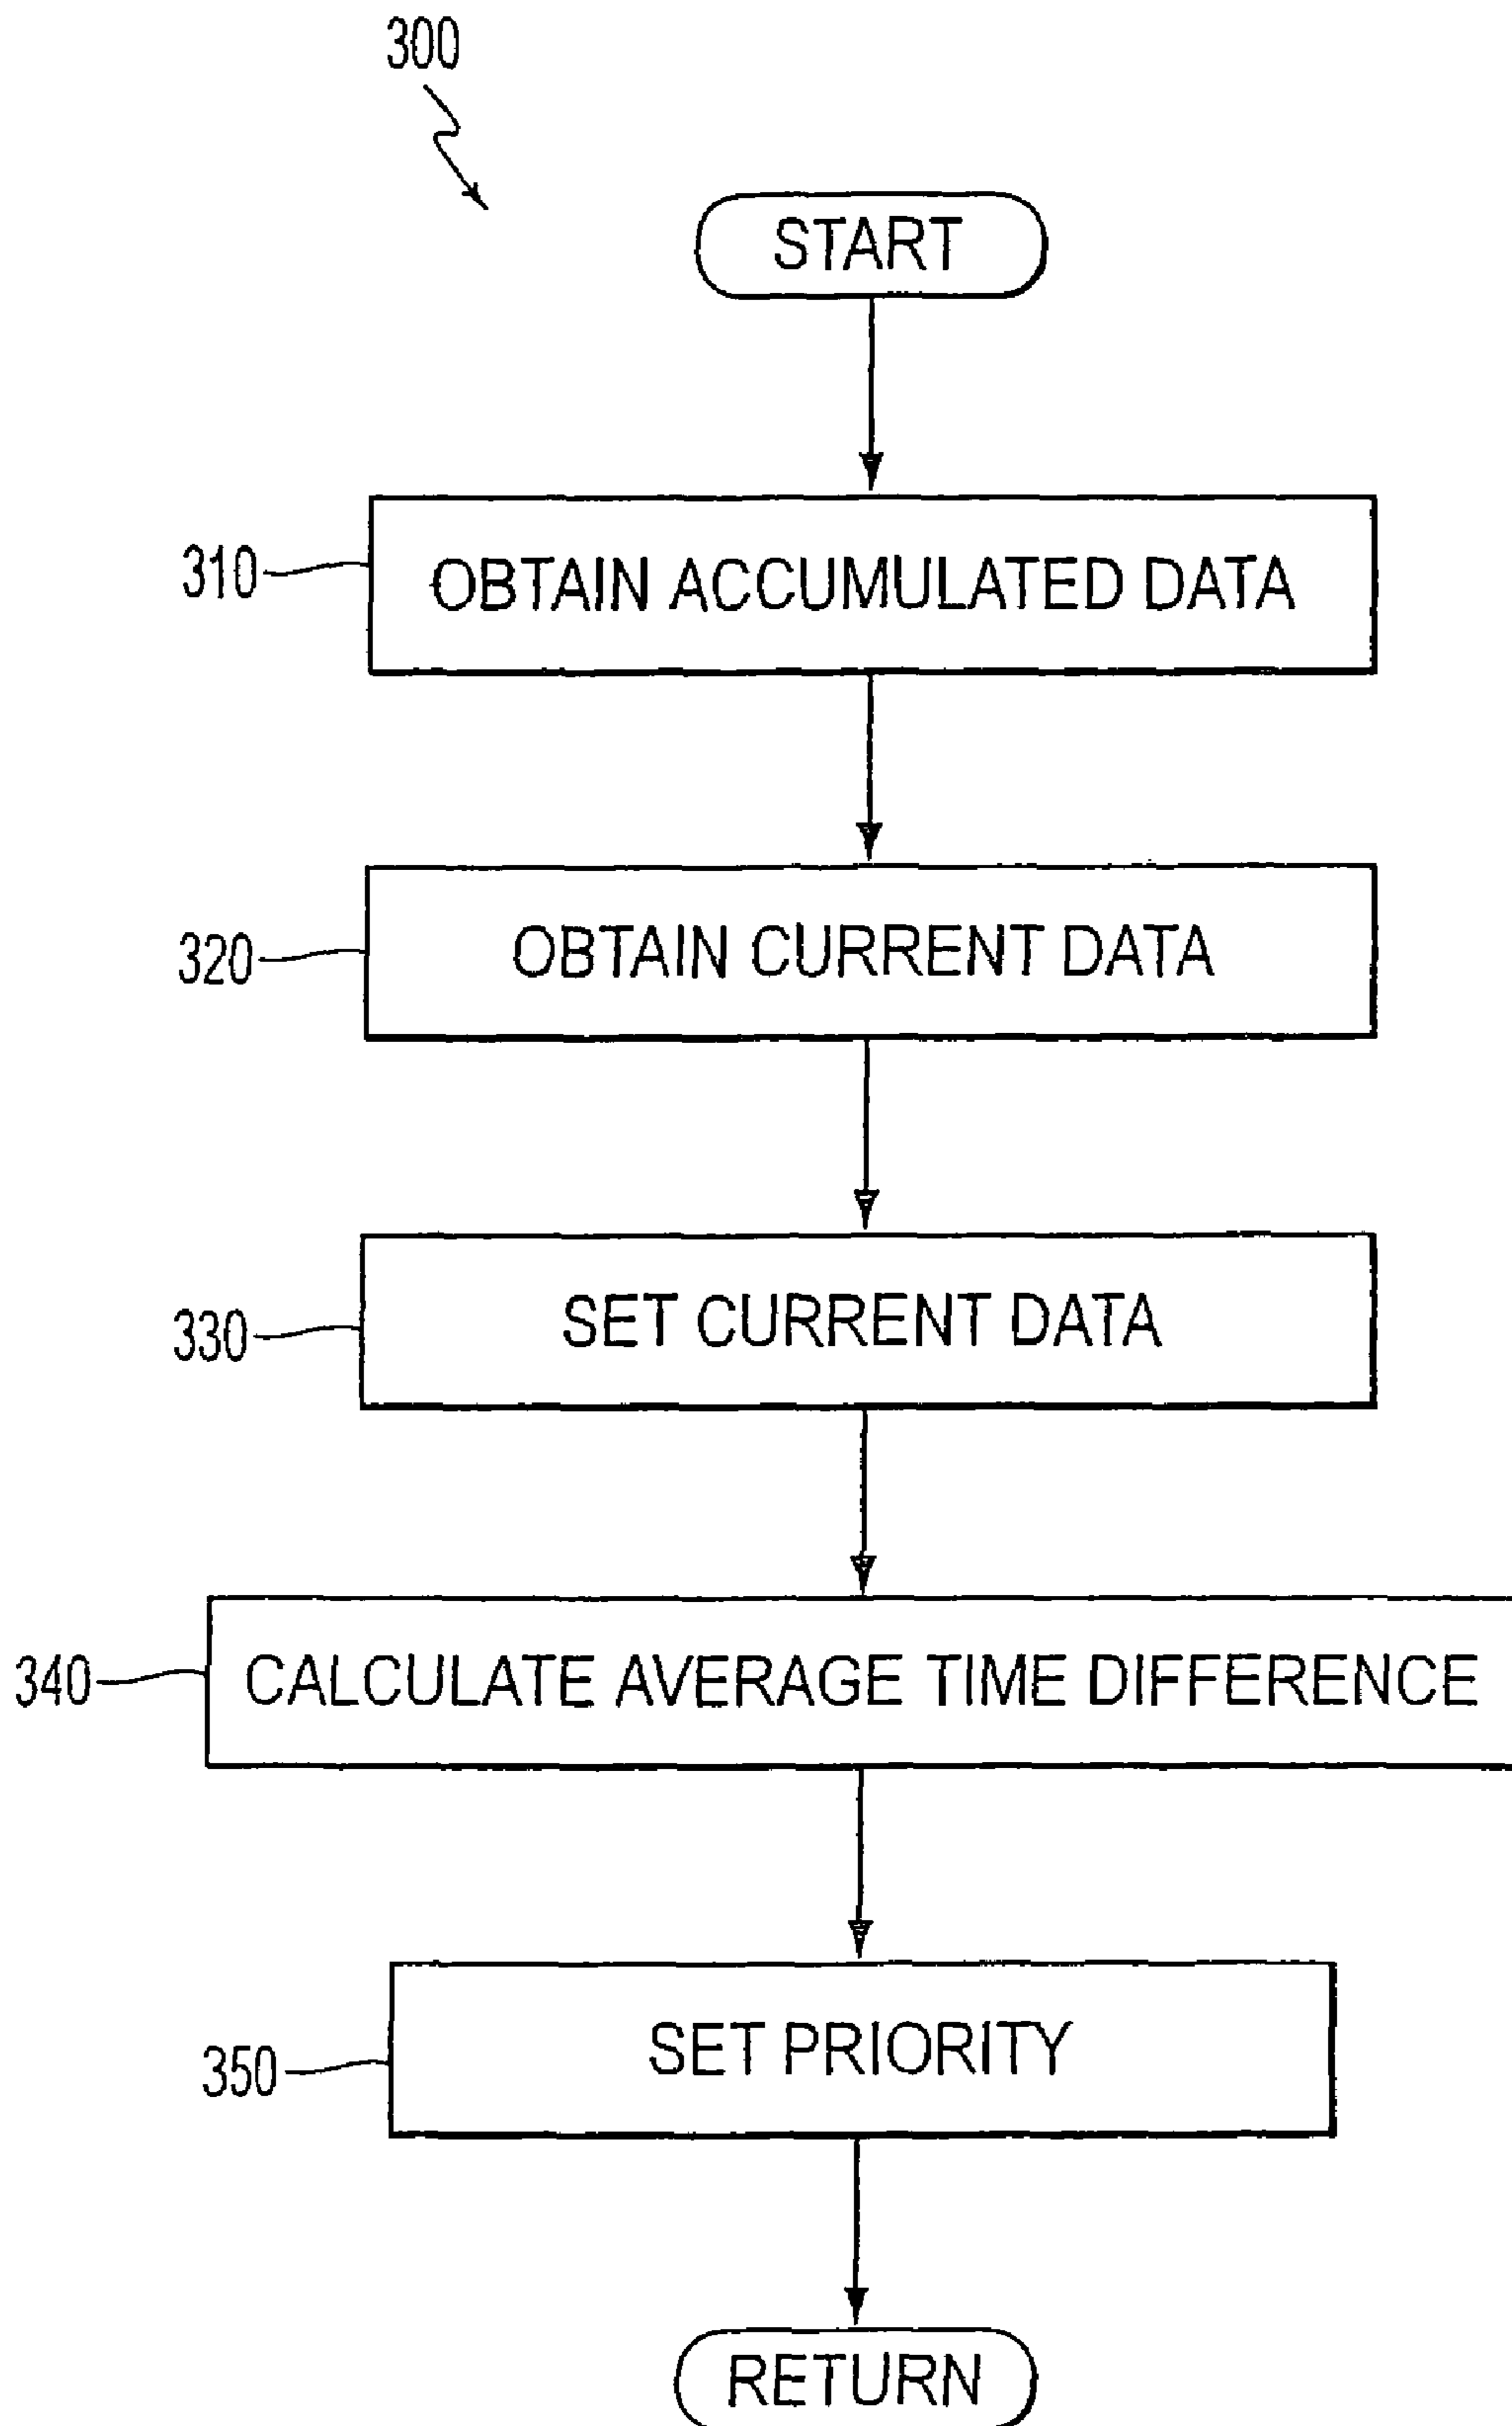 300
START
310 OBTAIN ACCUMULATED DATA
320 OBTAIN CURRENT DATA
330 SET CURRENT DATA
340 CALCULATE AVERAGE TIME DIFFERENCE
350 SET PRIORITY
RETURN